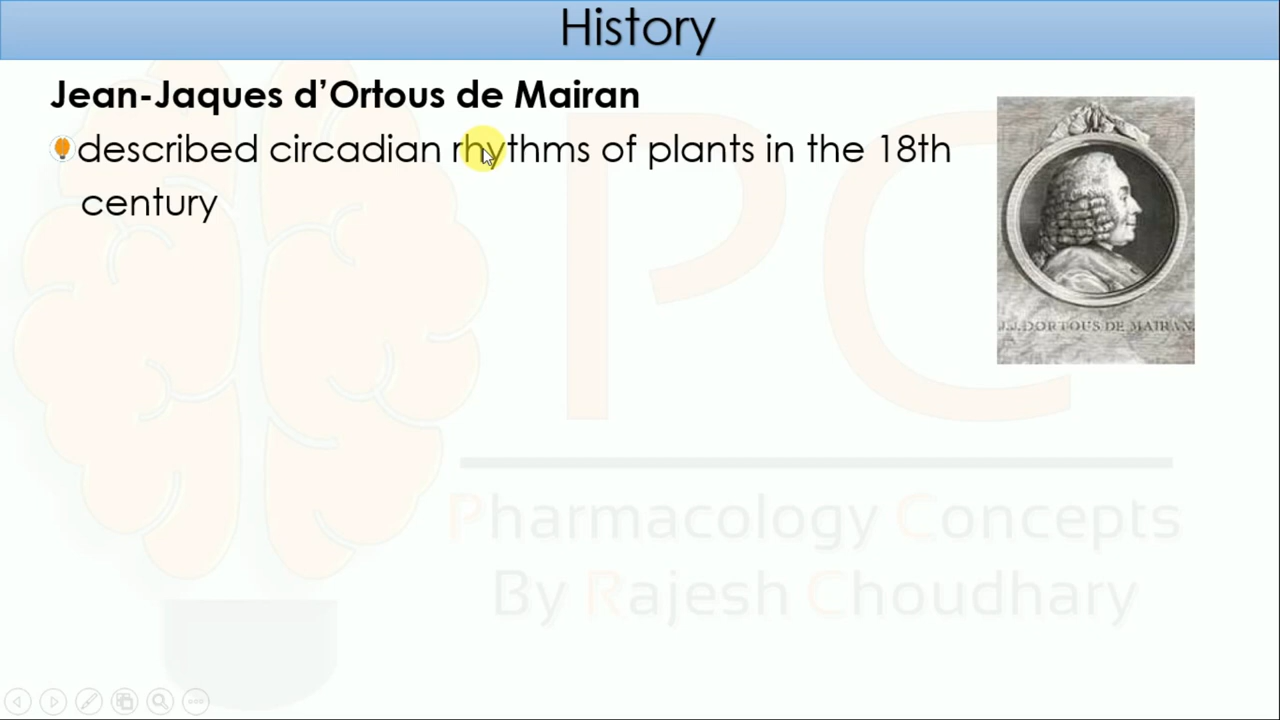 History
Jean-Jaques d’Ortous de Mairan
described circadian rhythms of plants in the 18th
century
J.J. DORTOUS DE MAIRAN.
Pharmacology Concepts
By Rajesh Choudhary
PC